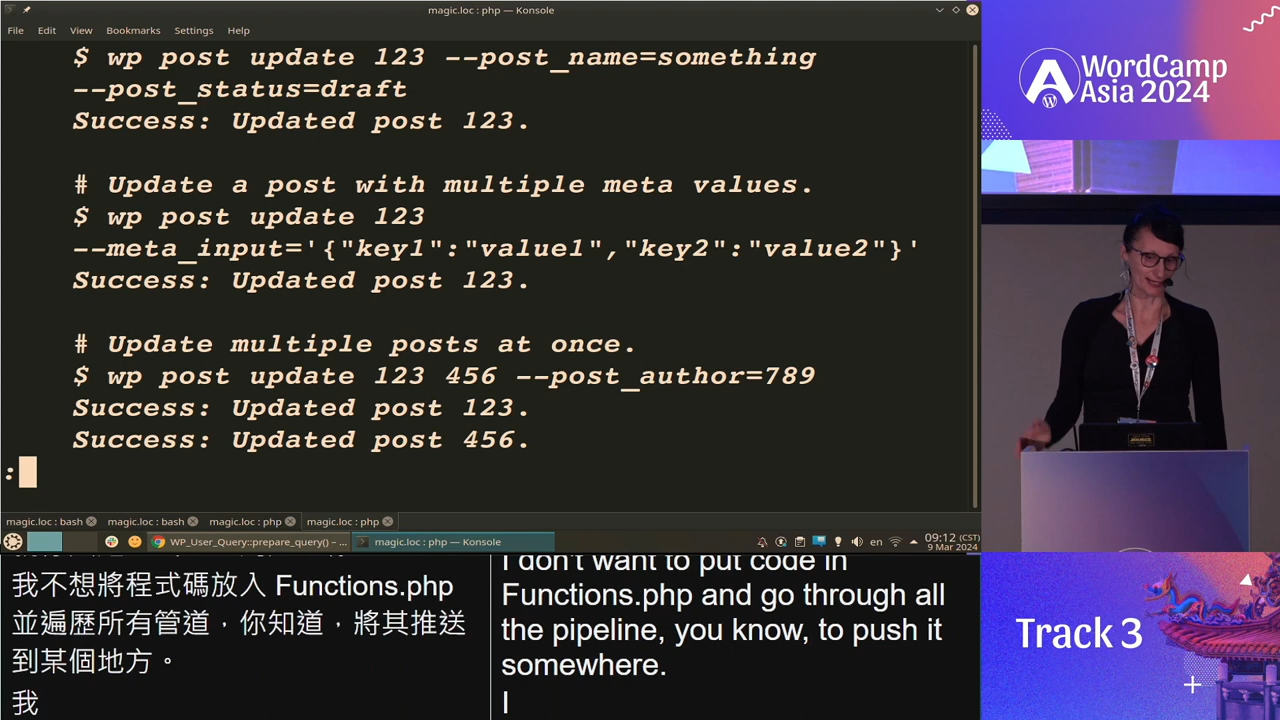 magic.loc : php — Konsole
File Edit View Bookmarks Settings Help
$ wp post update 123 --post_name=something
--post_status=draft
Success: Updated post 123.
# Update a post with multiple meta values.
$ wp post update 123
--meta_input='{"key1":"value1","key2":"value2"}'
Success: Updated post 123.
# Update multiple posts at once.
$ wp post update 123 456 --post_author=789
Success: Updated post 123.
Success: Updated post 456.
:
magic.loc : bash magic.loc : bash magic.loc : php magic.loc : php
WP_User_Query::prepare_query() – ... magic.loc : php — Konsole en 09:12 (CST)
9 Mar 2024
我不想將程式碼放入 Functions.php
並遍歷所有管道，你知道，將其推送
到某個地方。
我
I don't want to put code in
Functions.php and go through all
the pipeline, you know, to push it
somewhere.
I
WordCamp
Asia 2024
Track 3